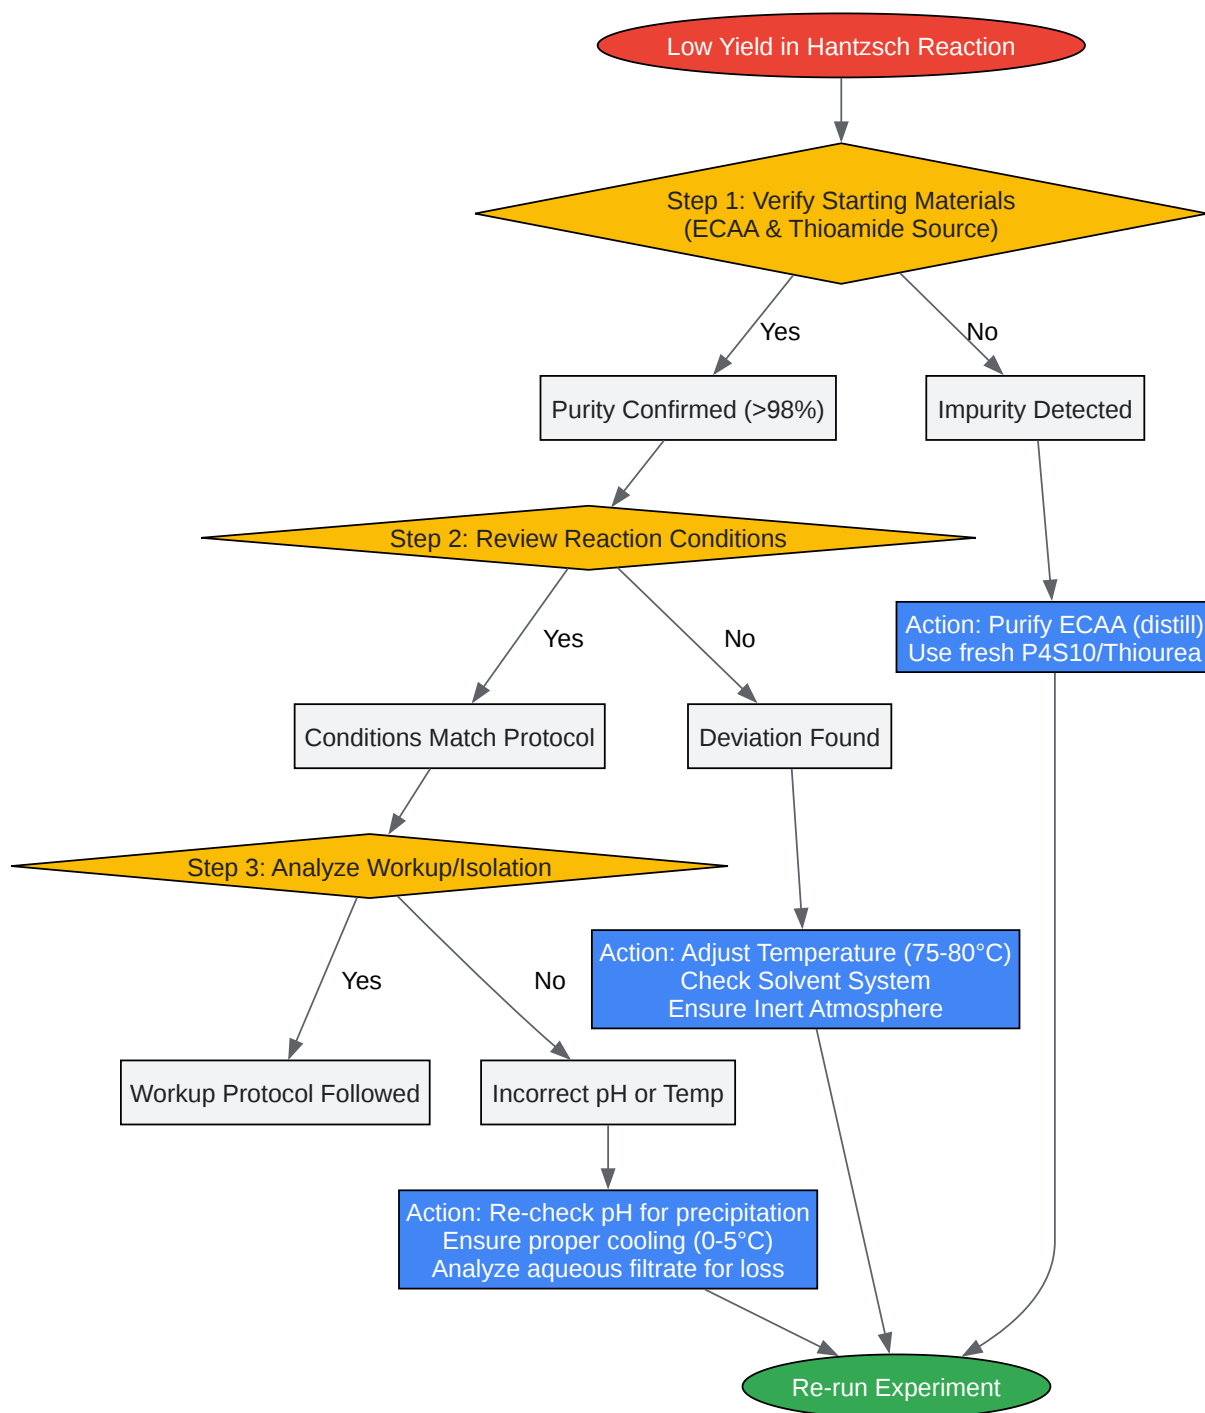 Low Yield in Hantzsch Reaction
Step 1: Verify Starting Materials
(ECAA & Thioamide Source)
Yes
No
Purity Confirmed (>98%)
Impurity Detected
Step 2: Review Reaction Conditions
Action: Purify ECAA (distill)
Use fresh P4S10/Thiourea
Yes
No
Conditions Match Protocol
Deviation Found
Step 3: Analyze Workup/Isolation
Action: Adjust Temperature (75-80°C)
Check Solvent System
Ensure Inert Atmosphere
Yes
No
Workup Protocol Followed
Incorrect pH or Temp
Action: Re-check pH for precipitation
Ensure proper cooling (0-5°C)
Analyze aqueous filtrate for loss
Re-run Experiment